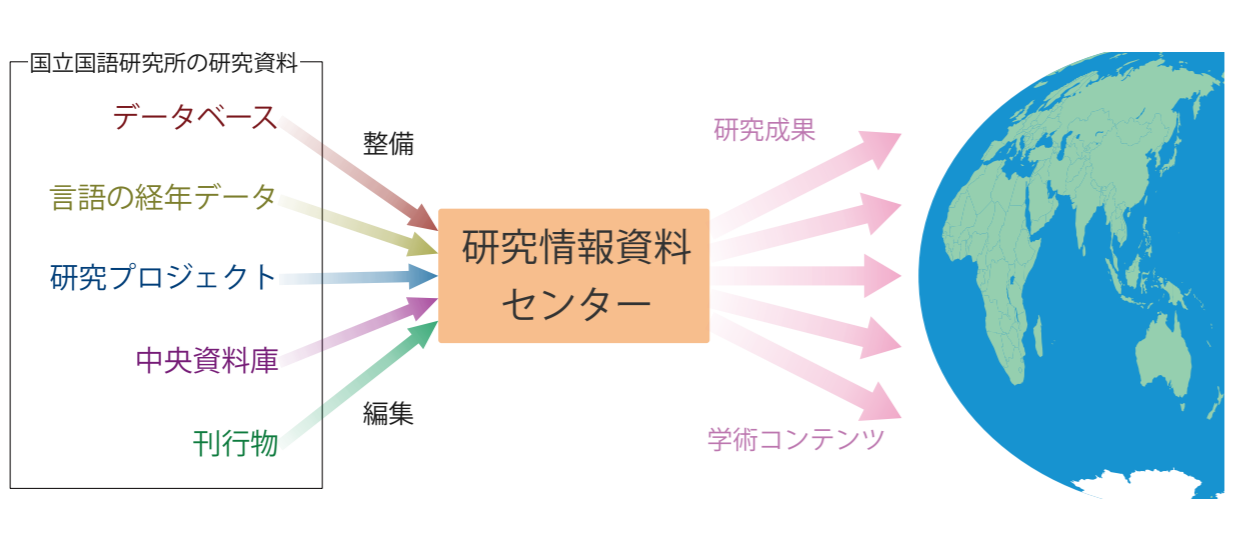 国立国語研究所の研究資料
データベース
言語の経年データ
研究プロジェクト
中央資料庫
刊行物
整備
編集
研究情報資料
センター
研究成果
学術コンテンツ